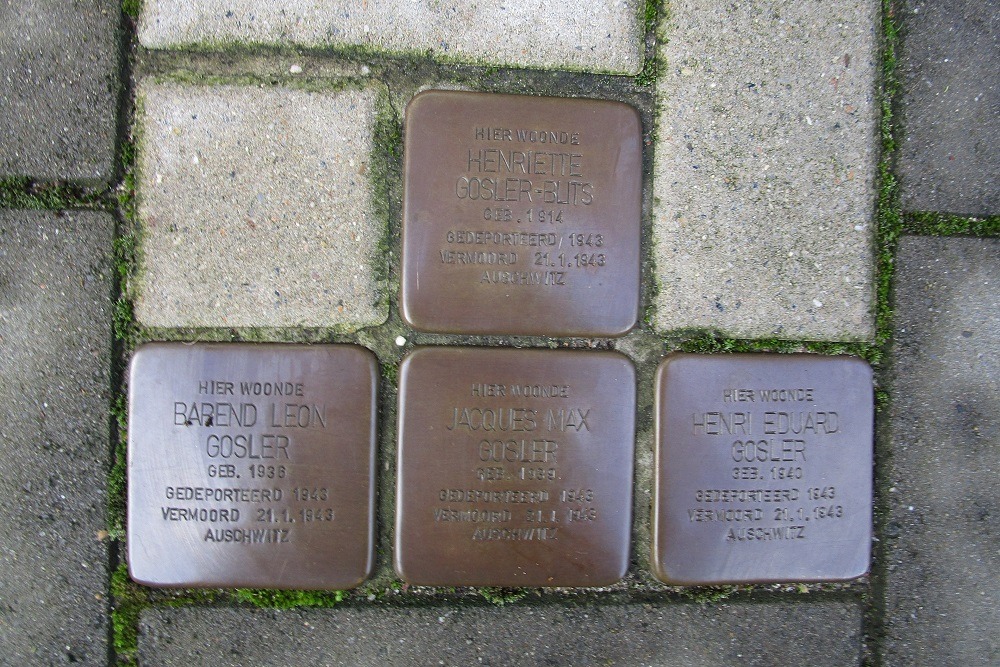 HIER WOONDE
HENRIETTE
GOSLER-BLITS
GEB. 1914
GEDEPORTEERD 1943
VERMOORD 21.1.1943
AUSCHWITZ
HIER WOONDE
BAREND LEON
GOSLER
GEB. 1936
GEDEPORTEERD 1943
VERMOORD 21.1.1943
AUSCHWITZ
HIER WOONDE
JACQUES MAX
GOSLER
GEB. 1939
GEDEPORTEERD 1943
VERMOORD 21.1.1943
AUSCHWITZ
HIER WOONDE
HENRI EDUARD
GOSLER
GEB. 1940
GEDEPORTEERD 1943
VERMOORD 21.1.1943
AUSCHWITZ